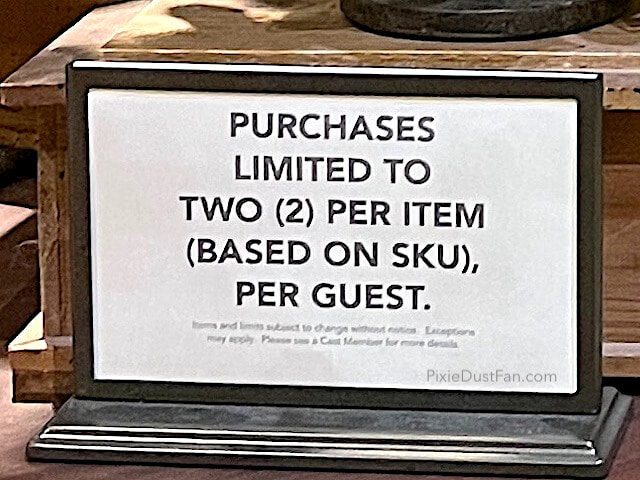 PURCHASES
LIMITED TO
TWO (2) PER ITEM
(BASED ON SKU),
PER GUEST.
Items and limits subject to change without notice. Exceptions
may apply. Please see a Cast Member for more details.
PixieDustFan.com